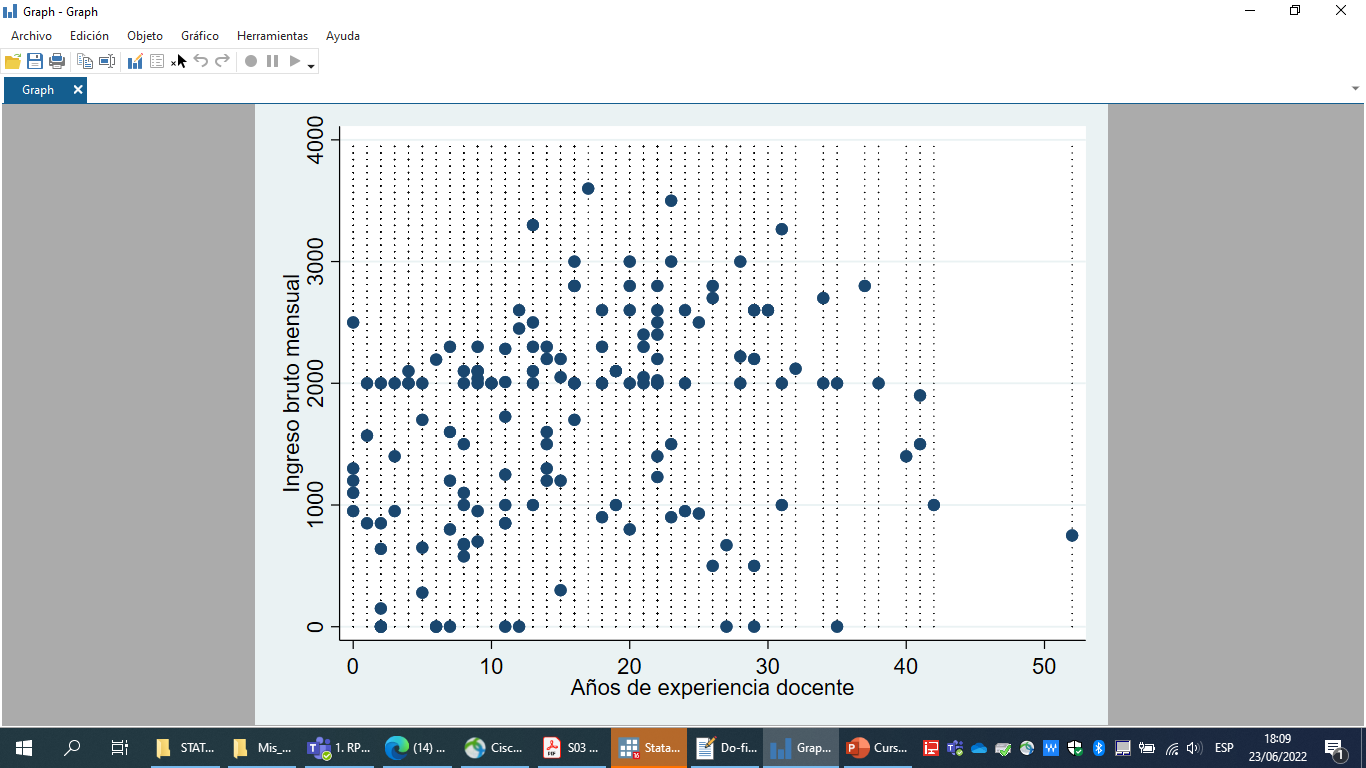 Graph - Graph
Archivo Edición Objeto Gráfico Herramientas Ayuda
Graph
4000
3000
2000
1000
0
Ingreso bruto mensual
0 10 20 30 40 50
Años de experiencia docente
STAT... Mis_... 1. RP... (14) ... Cisc... S03 ... Stata... Do-fi... Grap... Curs... ESP 18:09
23/06/2022